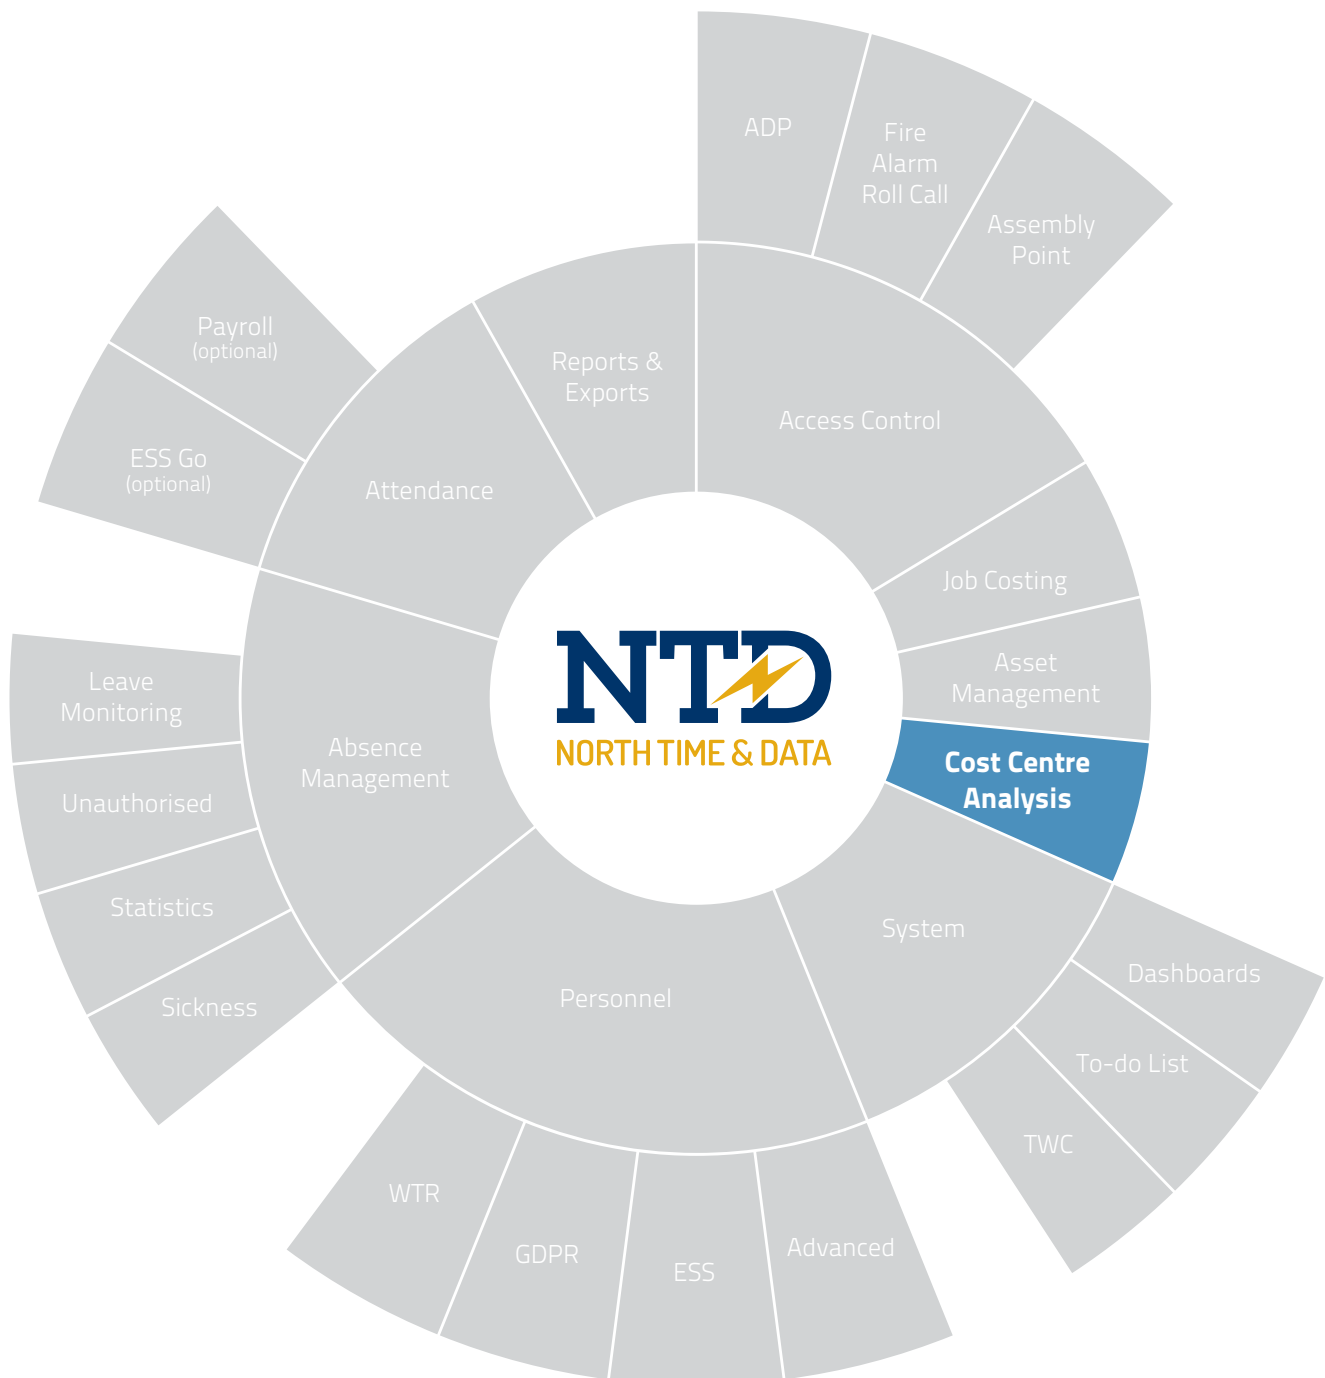 ADP
Fire
Alarm
Roll Call
Assembly
Point
Payroll
(optional)
ESS Go
(optional)
Reports &
Exports
Access Control
Attendance
Job Costing
Asset
Management
Leave
Monitoring
Absence
Management
NTD
NORTH TIME & DATA
Cost Centre
Analysis
Unauthorised
Statistics
Sickness
System
Personnel
Dashboards
To-do List
TWC
WTR
GDPR
ESS
Advanced